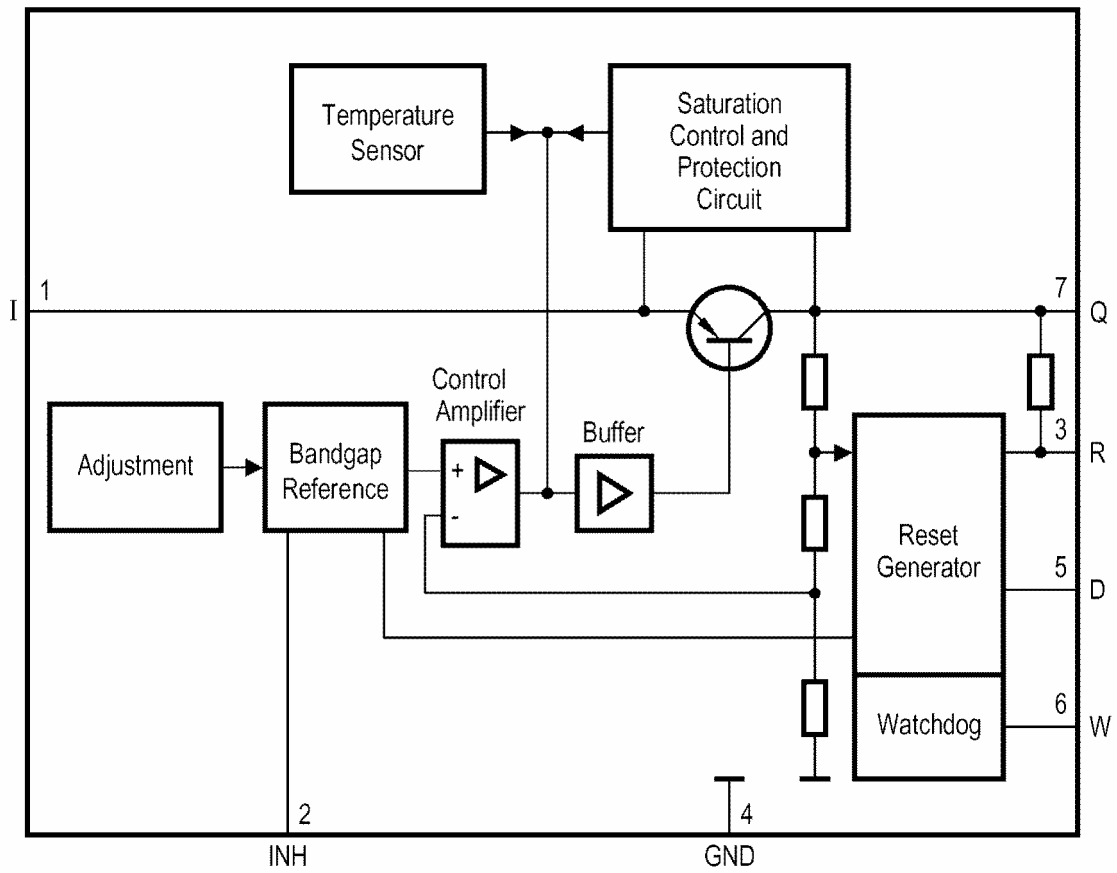 Temperature
Sensor
Saturation
Control and
Protection
Circuit
1
I
7
Q
Control
Amplifier
Buffer
Adjustment
Bandgap
Reference
+
-
3
R
Reset
Generator
5
D
Watchdog
6
W
2
INH
4
GND